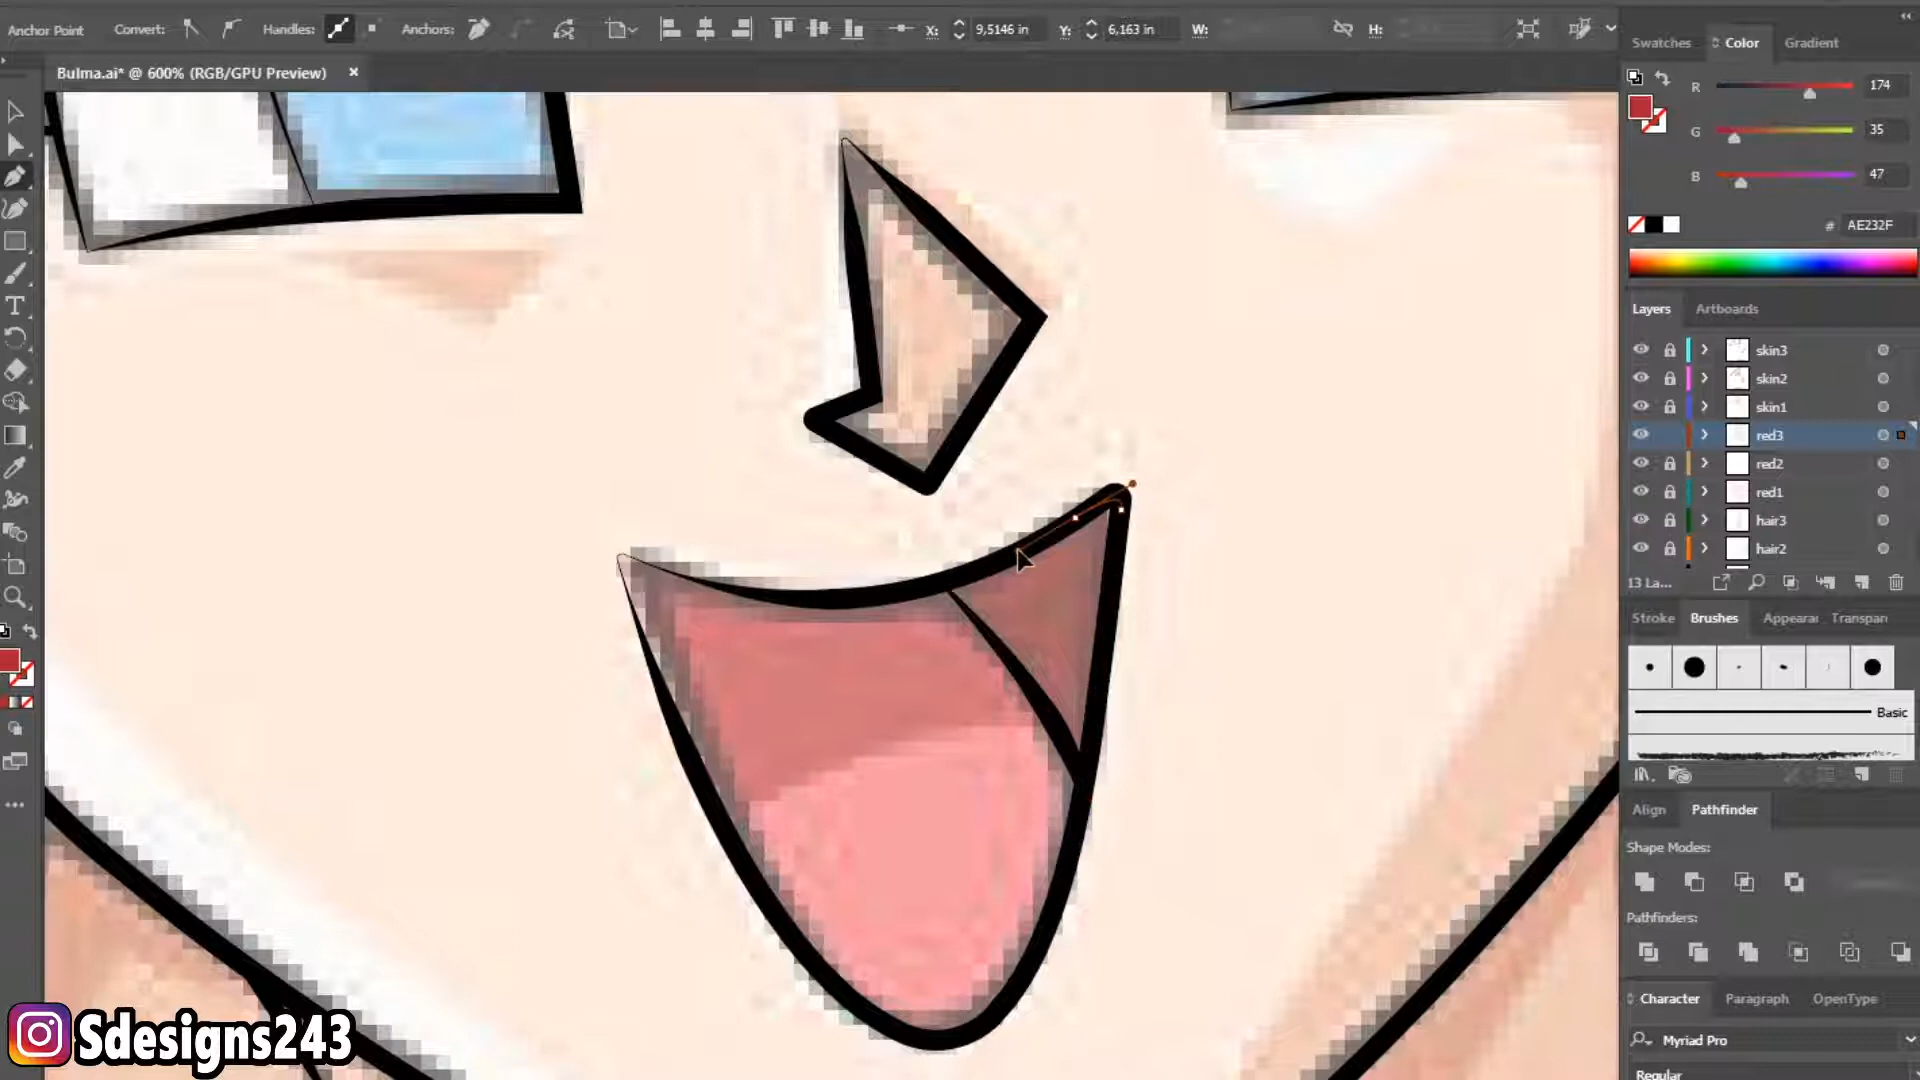 Anchor Point Convert: Handles: Anchors: X: 9,5146 in Y: 6,163 in W: H:
Bulma.ai* @ 600% (RGB/GPU Preview) ×
Swatches Color Gradient
R 174
G 35
B 47
# AE232F
Layers Artboards
skin3
skin2
skin1
red3
red2
red1
hair3
hair2
13 La...
Stroke Brushes Appearar Transpare
Basic
Align Pathfinder
Shape Modes:
Pathfinders:
Character Paragraph OpenType
Myriad Pro
Regular
Sdesigns243